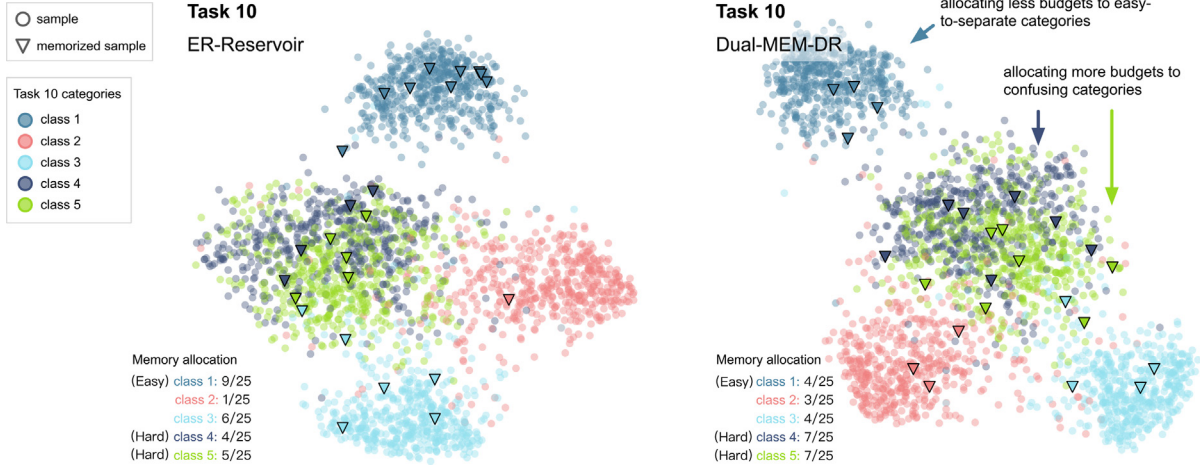 sample
memorized sample
Task 10 categories
class 1
class 2
class 3
class 4
class 5
Task 10
ER-Reservoir
Memory allocation
(Easy) class 1: 9/25
class 2: 1/25
class 3: 6/25
(Hard) class 4: 4/25
(Hard) class 5: 5/25
Task 10
Dual-MEM-DR
allocating less budgets to easy-
to-separate categories
allocating more budgets to
confusing categories
Memory allocation
(Easy) class 1: 4/25
class 2: 3/25
class 3: 4/25
(Hard) class 4: 7/25
(Hard) class 5: 7/25